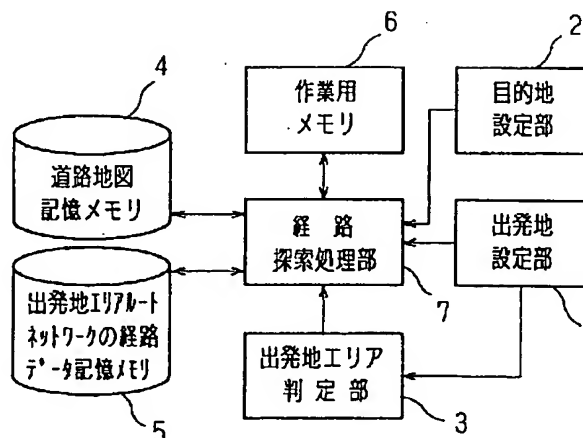 6
作業用
メモリ
2
目的地
設定部
4
道路地図
記憶メモリ
経路
探索処理部
7
出発地
設定部
出発地エリアルート
ネットワークの経路
データ記憶メモリ
5
出発地エリア
判定部
3